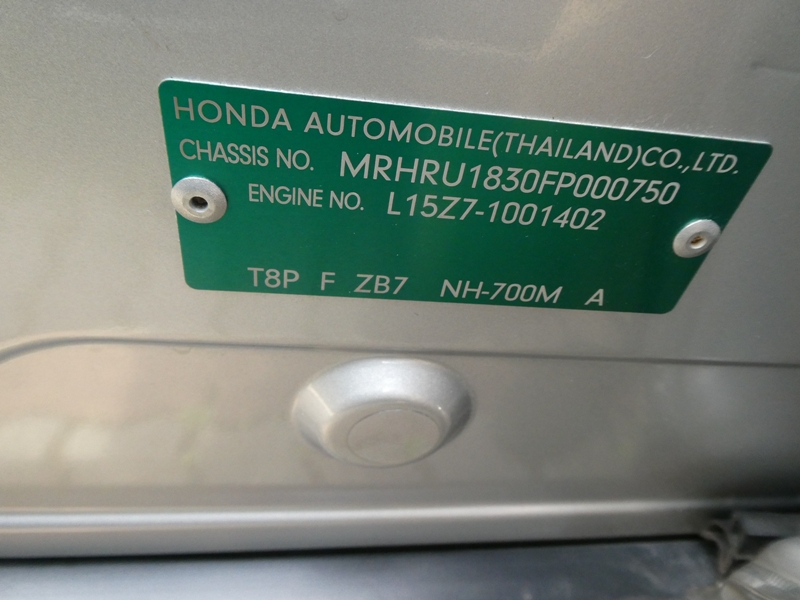 HONDA AUTOMOBILE(THAILAND)CO.,LTD.
CHASSIS NO. MRHRU1830FP000750
ENGINE NO. L15Z7-1001402
T8P F ZB7 NH-700M A